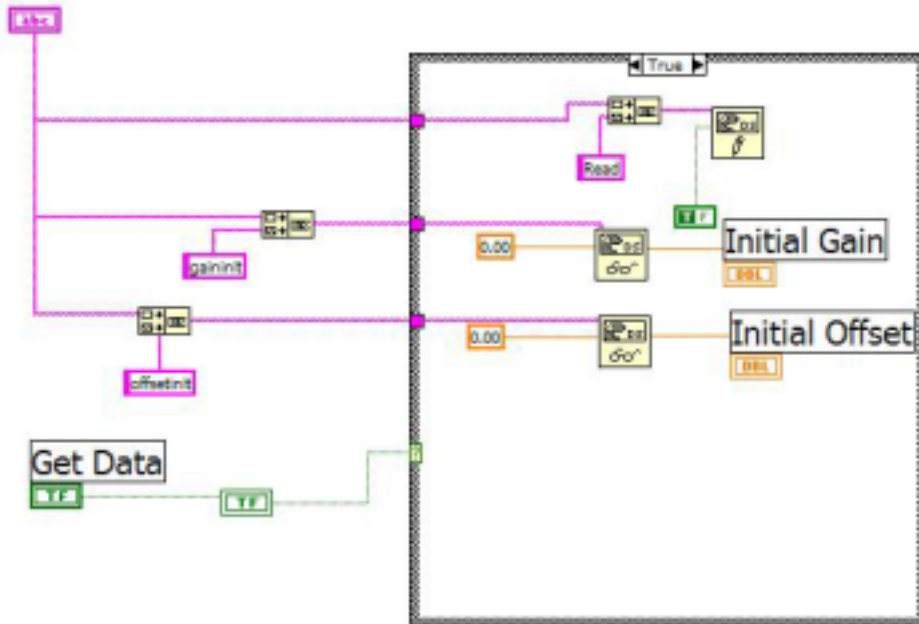 abc
True
Read
T F
gaininit
0.00
Initial Gain
DBL
offsetinit
0.00
Initial Offset
DBL
Get Data
TF
TF